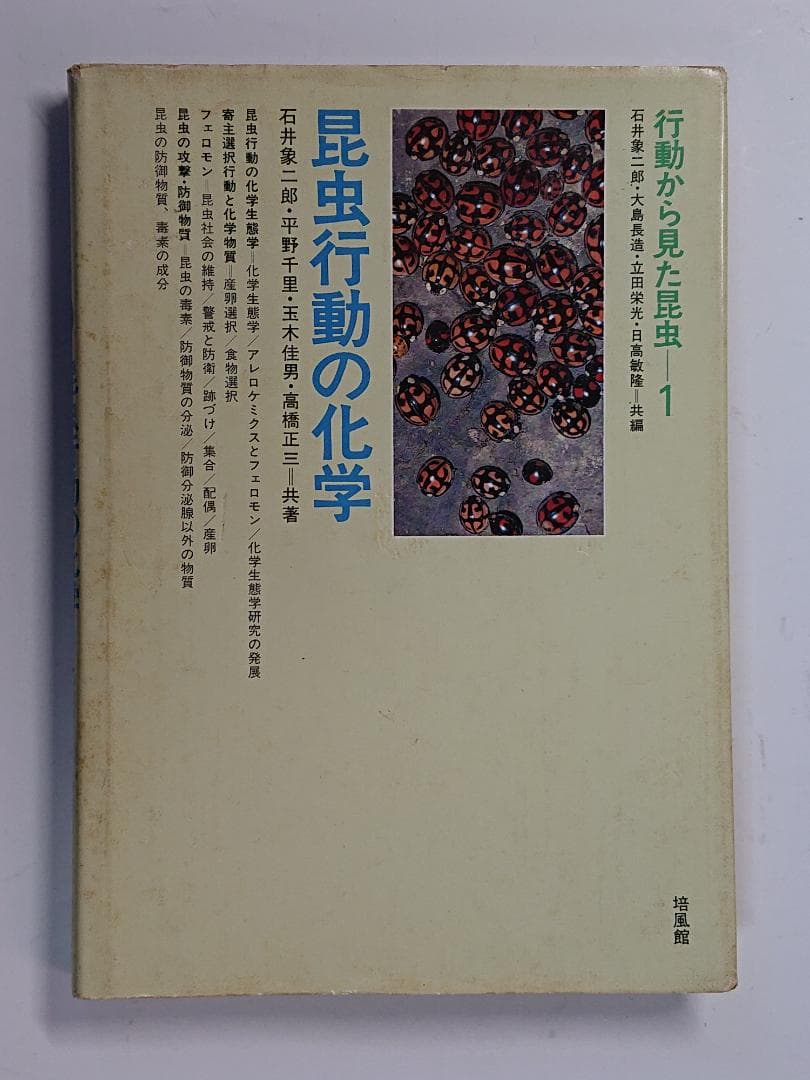 行動から見た昆虫—1
石井象二郎・大島長造・立田栄光・日高敏隆＝共編
昆虫行動の化学
石井象二郎・平野千里・玉木佳男・高橋正三＝共著
昆虫行動の化学生態学＝化学生態学／アレロケミクスとフェロモン／化学生態学研究の発展
寄主選択行動と化学物質＝産卵選択／食物選択
フェロモン＝昆虫社会の維持／警戒と防衛／跡づけ／集合／配偶／産卵
昆虫の攻撃・防御物質＝昆虫の毒素／防御物質の分泌／防御分泌腺以外の物質
昆虫の防御物質、毒素の成分
培風館